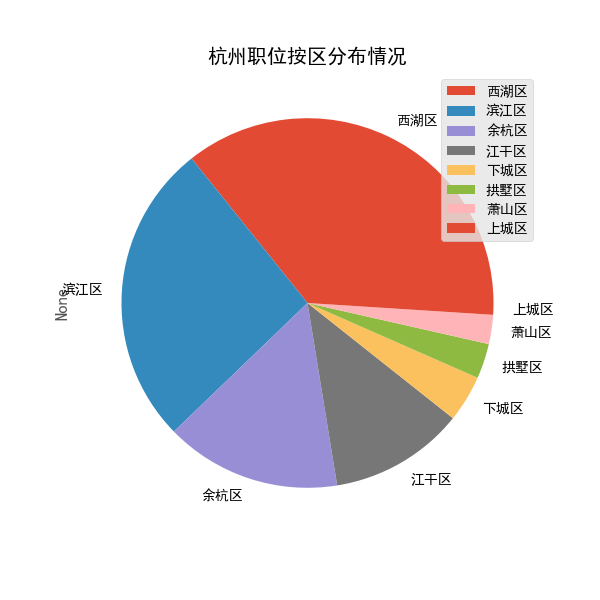 杭州职位按区分布情况
西湖区
滨江区
余杭区
江干区
下城区
拱墅区
萧山区
上城区
西湖区
滨江区
余杭区
江干区
下城区
拱墅区
萧山区
上城区
None